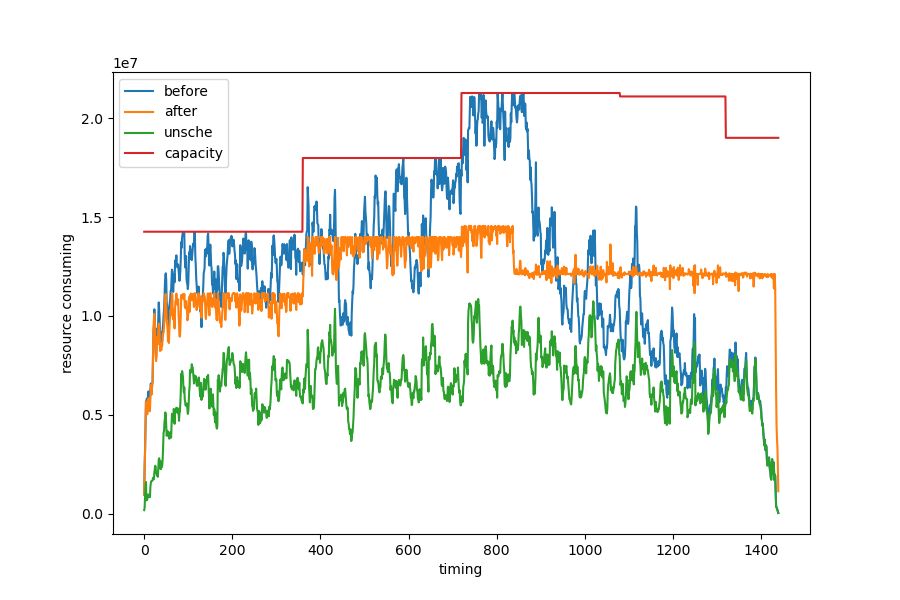 1e7
before
after
unsche
capacity
2.0
1.5
1.0
0.5
0.0
resource consuming
0 200 400 600 800 1000 1200 1400
timing